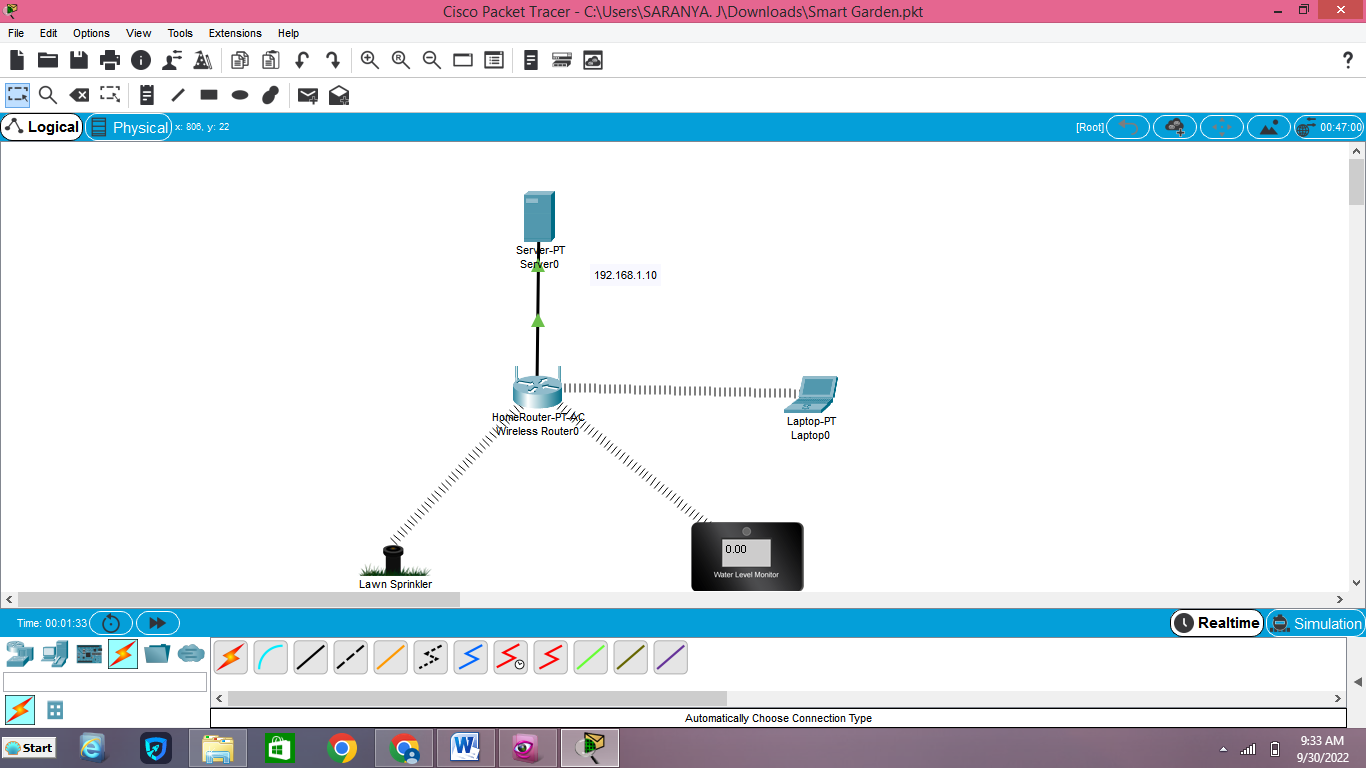 Cisco Packet Tracer - C:\Users\SARANYA. J\Downloads\Smart Garden.pkt
File Edit Options View Tools Extensions Help
Logical Physical x: 806, y: 22 [Root] 00:47:00
Server-PT
Server0
192.168.1.10
HomeRouter-PT-AC
Wireless Router0
Laptop-PT
Laptop0
0.00
Water Level Monitor
Lawn Sprinkler
Time: 00:01:33 Realtime Simulation
Automatically Choose Connection Type
Start
9:33 AM
9/30/2022